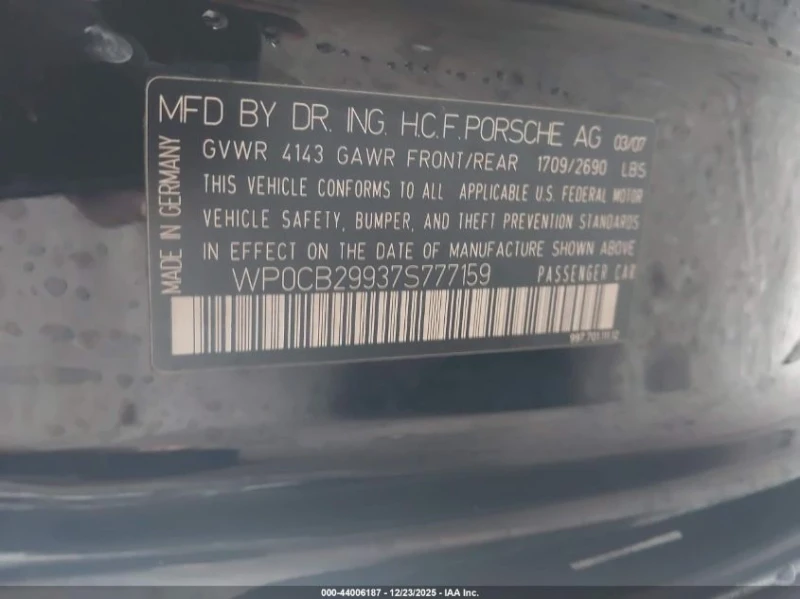 MFD BY DR. ING. H.C.F. PORSCHE AG 03/07
GVWR 4143 GAWR FRONT/REAR 1709/2690 LBS
THIS VEHICLE CONFORMS TO ALL APPLICABLE U.S. FEDERAL MOTOR
VEHICLE SAFETY, BUMPER, AND THEFT PREVENTION STANDARDS
IN EFFECT ON THE DATE OF MANUFACTURE SHOWN ABOVE
WP0CB29937S777159 PASSENGER CAR
MADE IN GERMANY
000-44006187 - 12/23/2025 - IAA Inc.